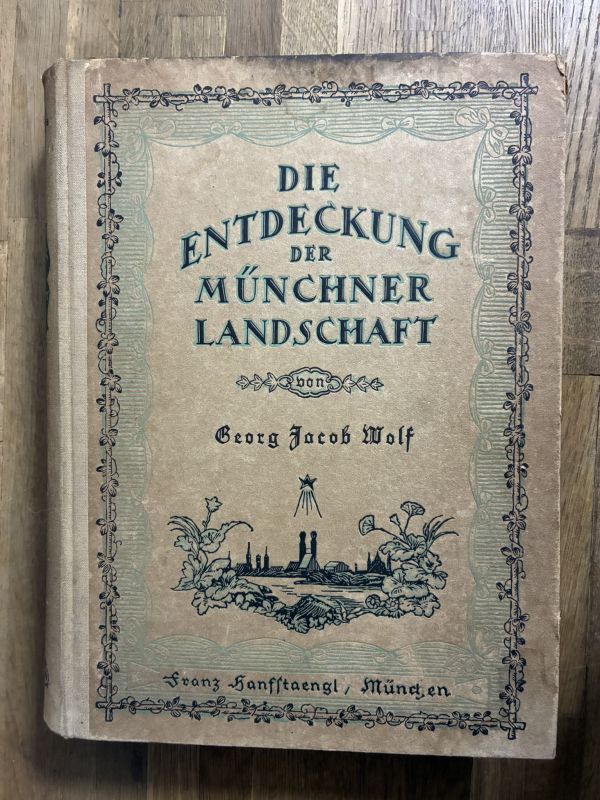 DIE
ENTDECKUNG
DER
MÜNCHNER
LANDSCHAFT
von
Georg Jacob Wolf
Franz Hanfstaengl / München